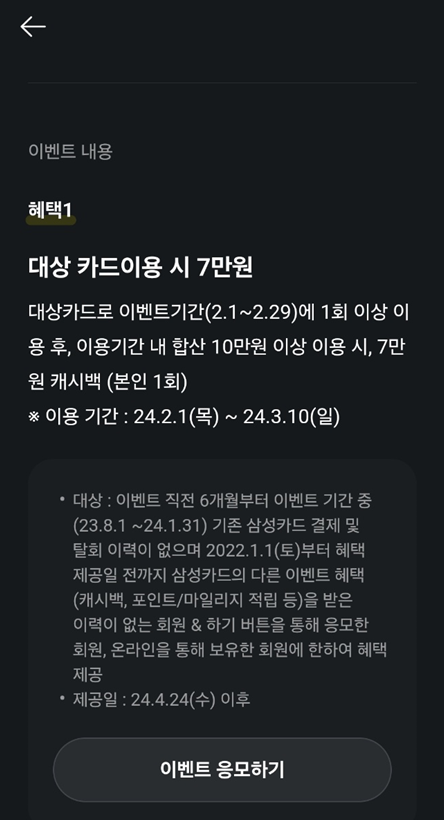 이벤트 내용
혜택1
대상 카드이용 시 7만원
대상카드로 이벤트기간(2.1~2.29)에 1회 이상 이
용 후, 이용기간 내 합산 10만원 이상 이용 시, 7만
원 캐시백 (본인 1회)
※ 이용 기간 : 24.2.1(목) ~ 24.3.10(일)
• 대상 : 이벤트 직전 6개월부터 이벤트 기간 중
(23.8.1 ~24.1.31) 기존 삼성카드 결제 및
탈회 이력이 없으며 2022.1.1(토)부터 혜택
제공일 전까지 삼성카드의 다른 이벤트 혜택
(캐시백, 포인트/마일리지 적립 등)을 받은
이력이 없는 회원 & 하기 버튼을 통해 응모한
회원, 온라인을 통해 보유한 회원에 한하여 혜택
제공
• 제공일 : 24.4.24(수) 이후
이벤트 응모하기